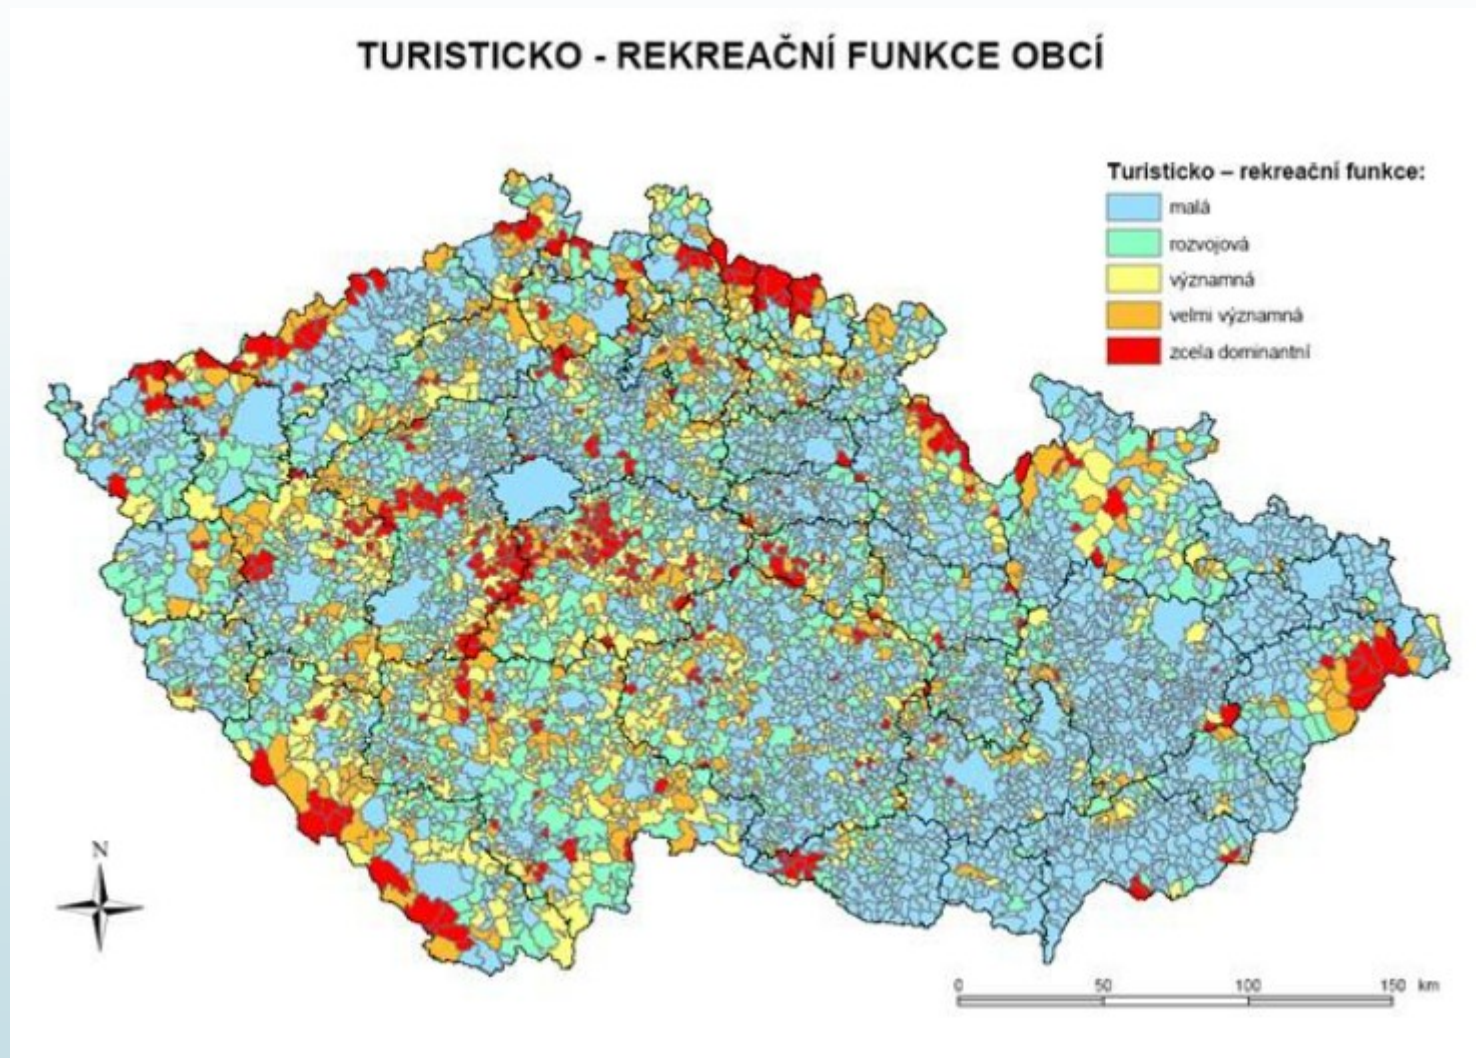 TURISTICKO - REKREAČNÍ FUNKCE OBCÍ
Turisticko – rekreační funkce:
malá
rozvojová
významná
velmi významná
zcela dominantní
N
0 50 100 150 km